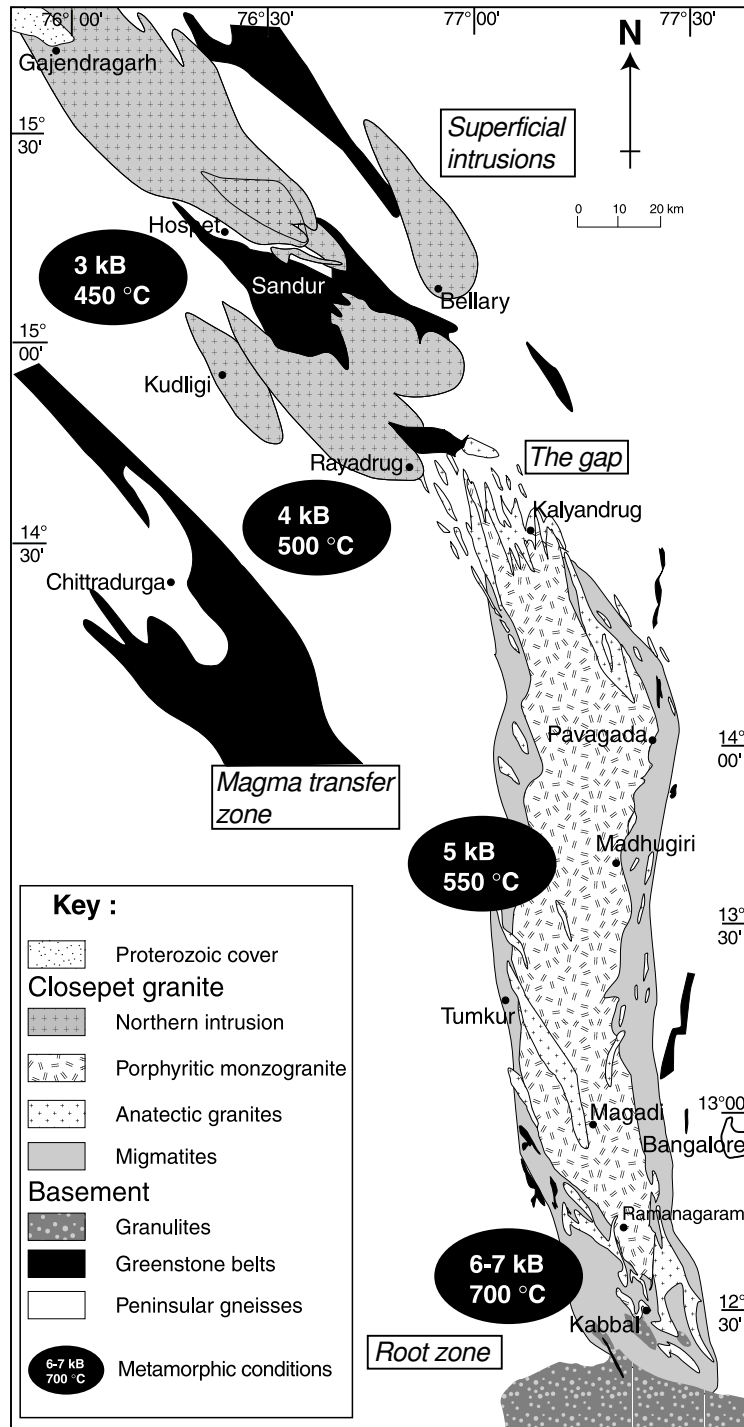 76° 00'
76°,30'
77°00'
77°30'
Gajendragarh
N
15°
30'
Superficial
intrusions
0 10 20 km
Hospet
3 kB
450 °C
Sandur
Bellary
15°
00'
Kudligi
Rayadrug
The gap
4 kB
500 °C
Kalyandrug
14°
30'
Chittradurga
Pavagada
14°
00'
Magma transfer
zone
5 kB
550 °C
Madhugiri
13°
30'
Tumkur
Magadi
13°00'
Bangalore
Ramanagaram
6-7 kB
700 °C
Kabbal
12°
30'
Root zone
Key :
Proterozoic cover
Closepet granite
Northern intrusion
Porphyritic monzogranite
Anatectic granites
Migmatites
Basement
Granulites
Greenstone belts
Peninsular gneisses
6-7 kB
700 °C
Metamorphic conditions